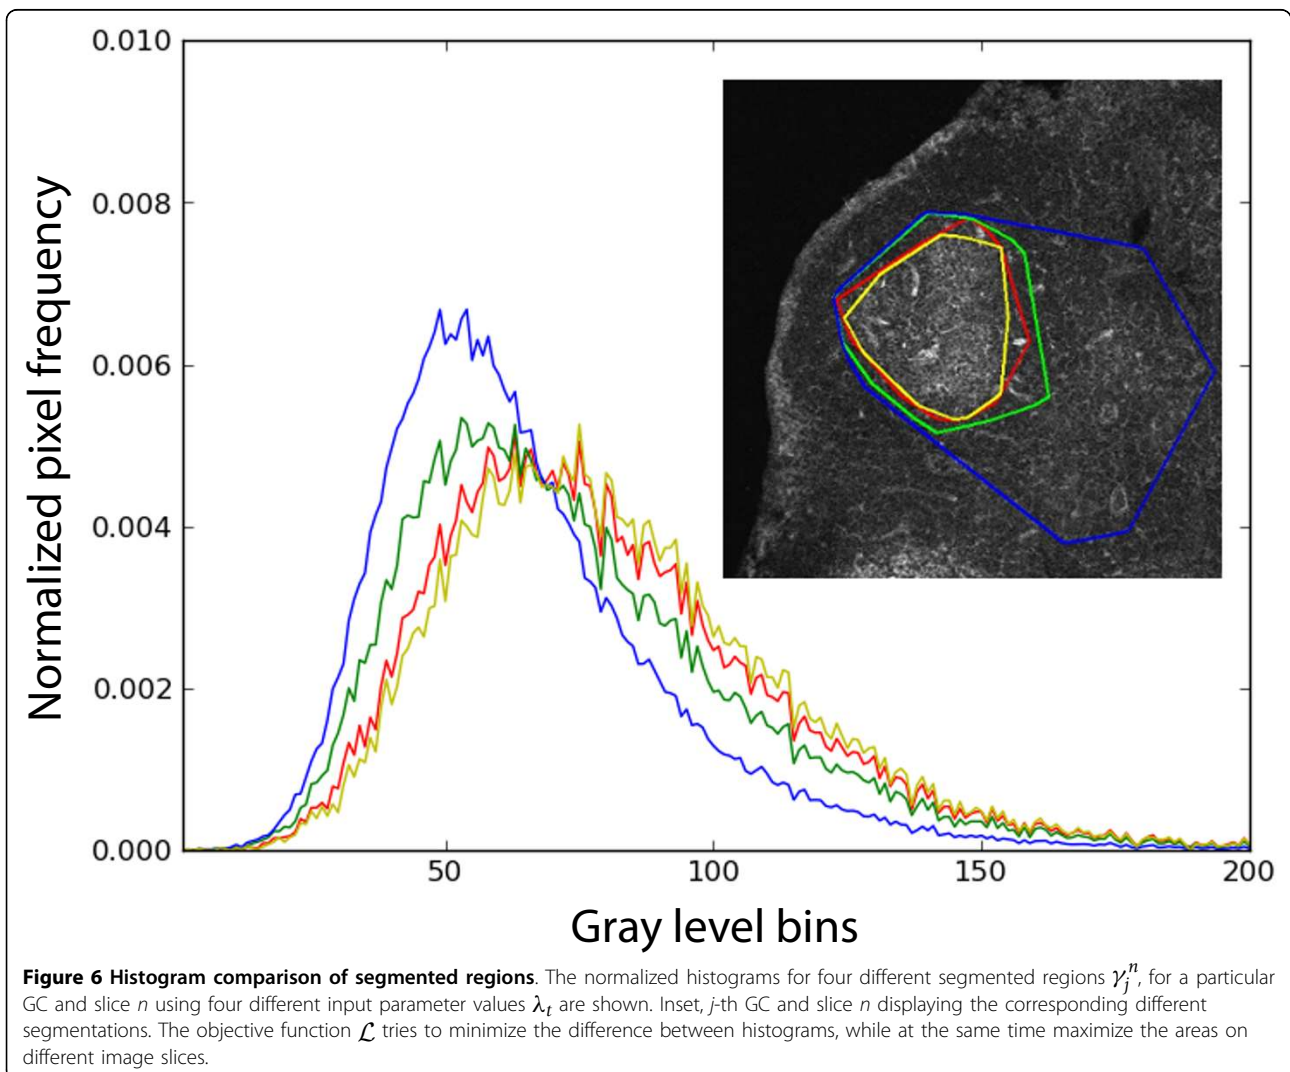 0.010
0.008
0.006
0.004
0.002
0.000
Normalized pixel frequency
50 100 150 200
Gray level bins
Figure 6 Histogram comparison of segmented regions. The normalized histograms for four different segmented regions γ_j^n, for a particular
GC and slice n using four different input parameter values λ_t are shown. Inset, j-th GC and slice n displaying the corresponding different
segmentations. The objective function ℒ tries to minimize the difference between histograms, while at the same time maximize the areas on
different image slices.